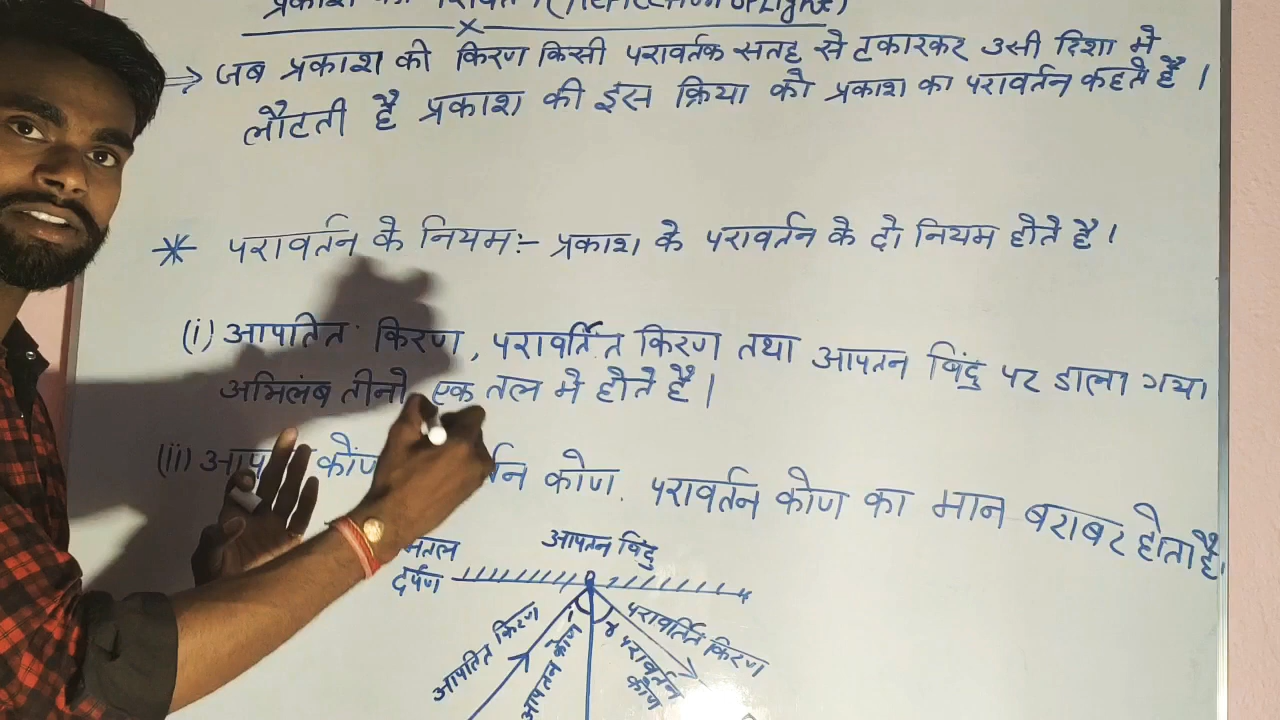 प्रकाश का परावर्तन (Reflection of Light)
⇒ जब प्रकाश की किरण किसी परावर्तक सतह से टकराकर उसी दिशा मे
लौटती है प्रकाश की इस क्रिया को प्रकाश का परावर्तन कहते है ।
* परावर्तन के नियम:- प्रकाश के परावर्तन के दो नियम होते है ।
(i) आपतित किरण, परावर्तित किरण तथा आपतन बिंदु पर डाला गया
अभिलंब तीनो एक तल मे होते है ।
(ii) कोण कोण. परावर्तन कोण का मान बराबर होता है।
आपतन बिंदु
दर्पण
आपतित किरण
आपतन कोण
i
r
परावर्तित किरण
परावर्तन
कोण